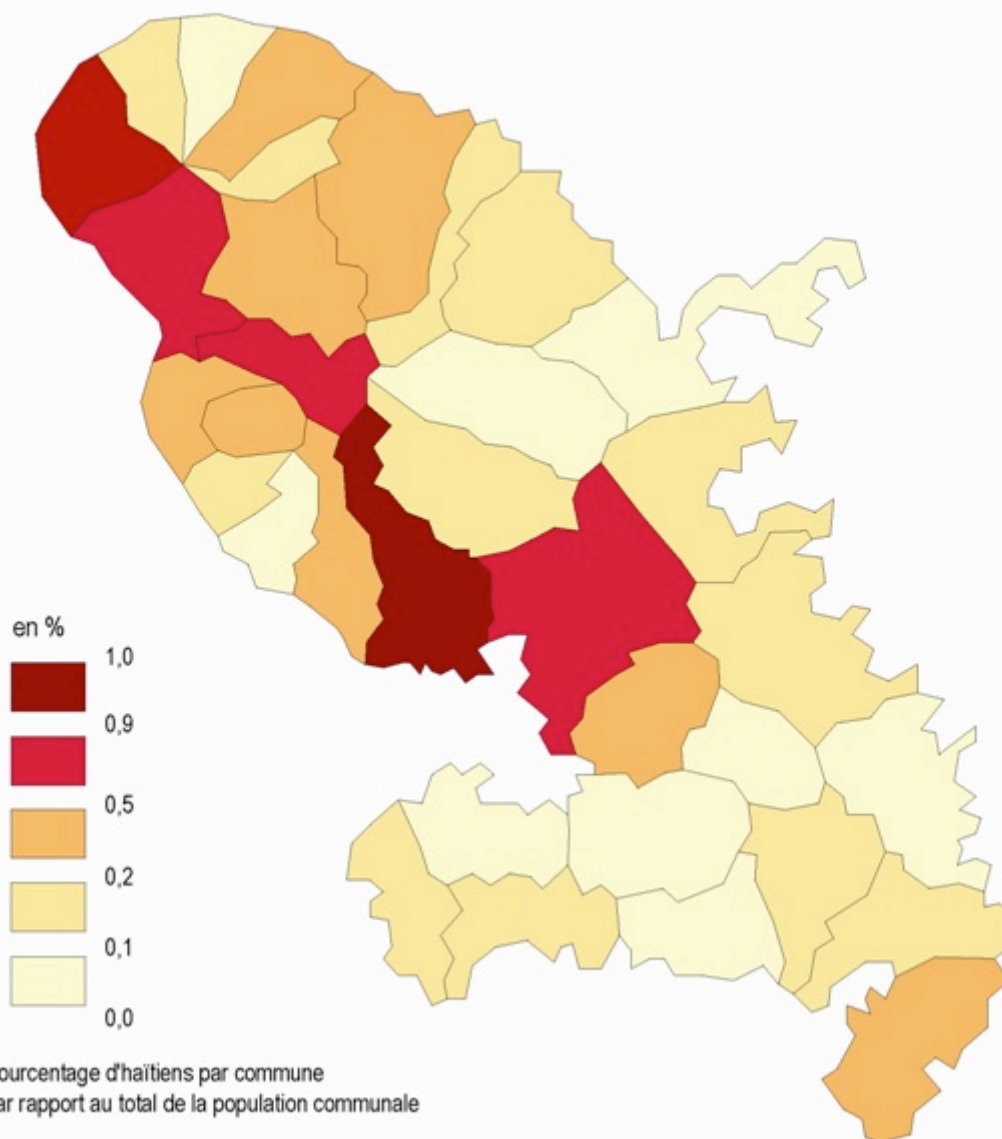 en %
1,0
0,9
0,5
0,2
0,1
0,0
ourcentage d'haïtiens par commune
ar rapport au total de la population communale